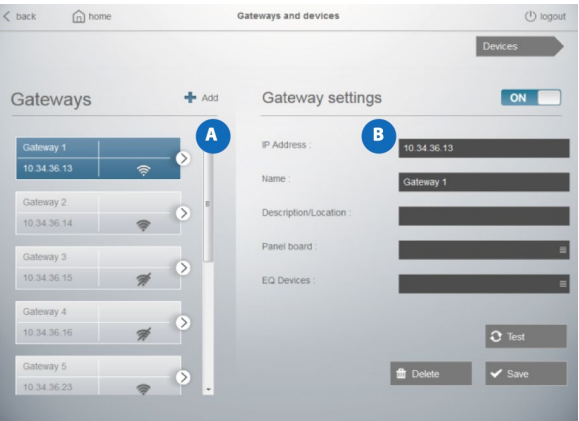 back home Gateways and devices logout
Devices
Gateways Add Gateway settings ON
A B
Gateway 1
10.34.36.13
Gateway 2
10.34.36.14
Gateway 3
10.34.36.15
Gateway 4
10.34.36.16
Gateway 5
10.34.36.23
IP Address : 10.34.36.13
Name : Gateway 1
Description/Location :
Panel board :
EQ Devices :
Test
Delete Save